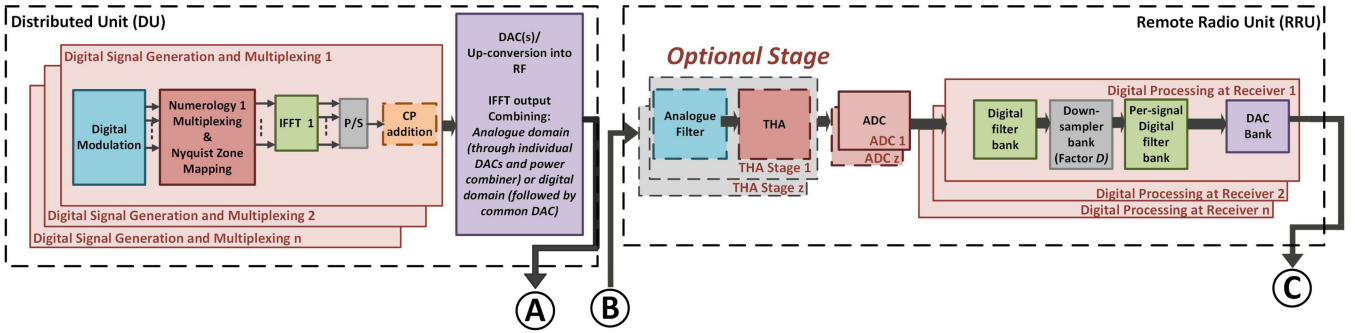 Distributed Unit (DU)
Digital Signal Generation and Multiplexing 1
Digital
Modulation
Numerology 1
Multiplexing
&
Nyquist Zone
Mapping
IFFT 1
P/S
CP
addition
Digital Signal Generation and Multiplexing 2
Digital Signal Generation and Multiplexing n
DAC(s)/
Up-conversion into
RF
IFFT output
Combining:
Analogue domain
(through individual
DACs and power
combiner) or digital
domain (followed by
common DAC)
A
B
Remote Radio Unit (RRU)
Optional Stage
Analogue
Filter
THA
THA Stage 1
THA Stage z
ADC
ADC 1
ADC z
Digital Processing at Receiver 1
Digital
filter
bank
Down-
sampler
bank
(Factor D)
Per-signal
Digital
filter bank
DAC
Bank
Digital Processing at Receiver 2
Digital Processing at Receiver n
C